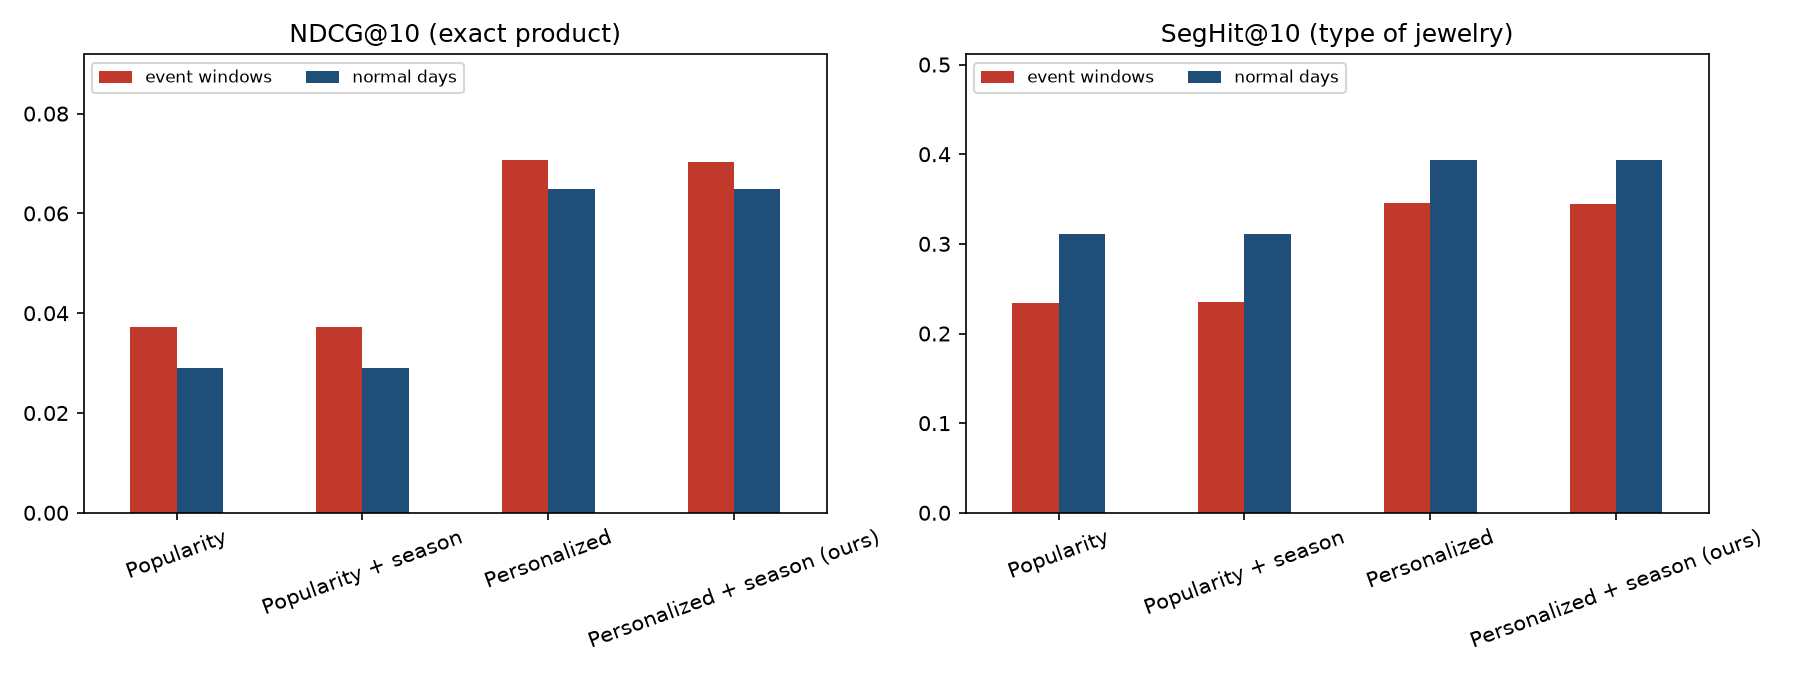 NDCG@10 (exact product)
event windows
normal days
0.08
0.06
0.04
0.02
0.00
Popularity
Popularity + season
Personalized
Personalized + season (ours)
SegHit@10 (type of jewelry)
event windows
normal days
0.5
0.4
0.3
0.2
0.1
0.0
Popularity
Popularity + season
Personalized
Personalized + season (ours)